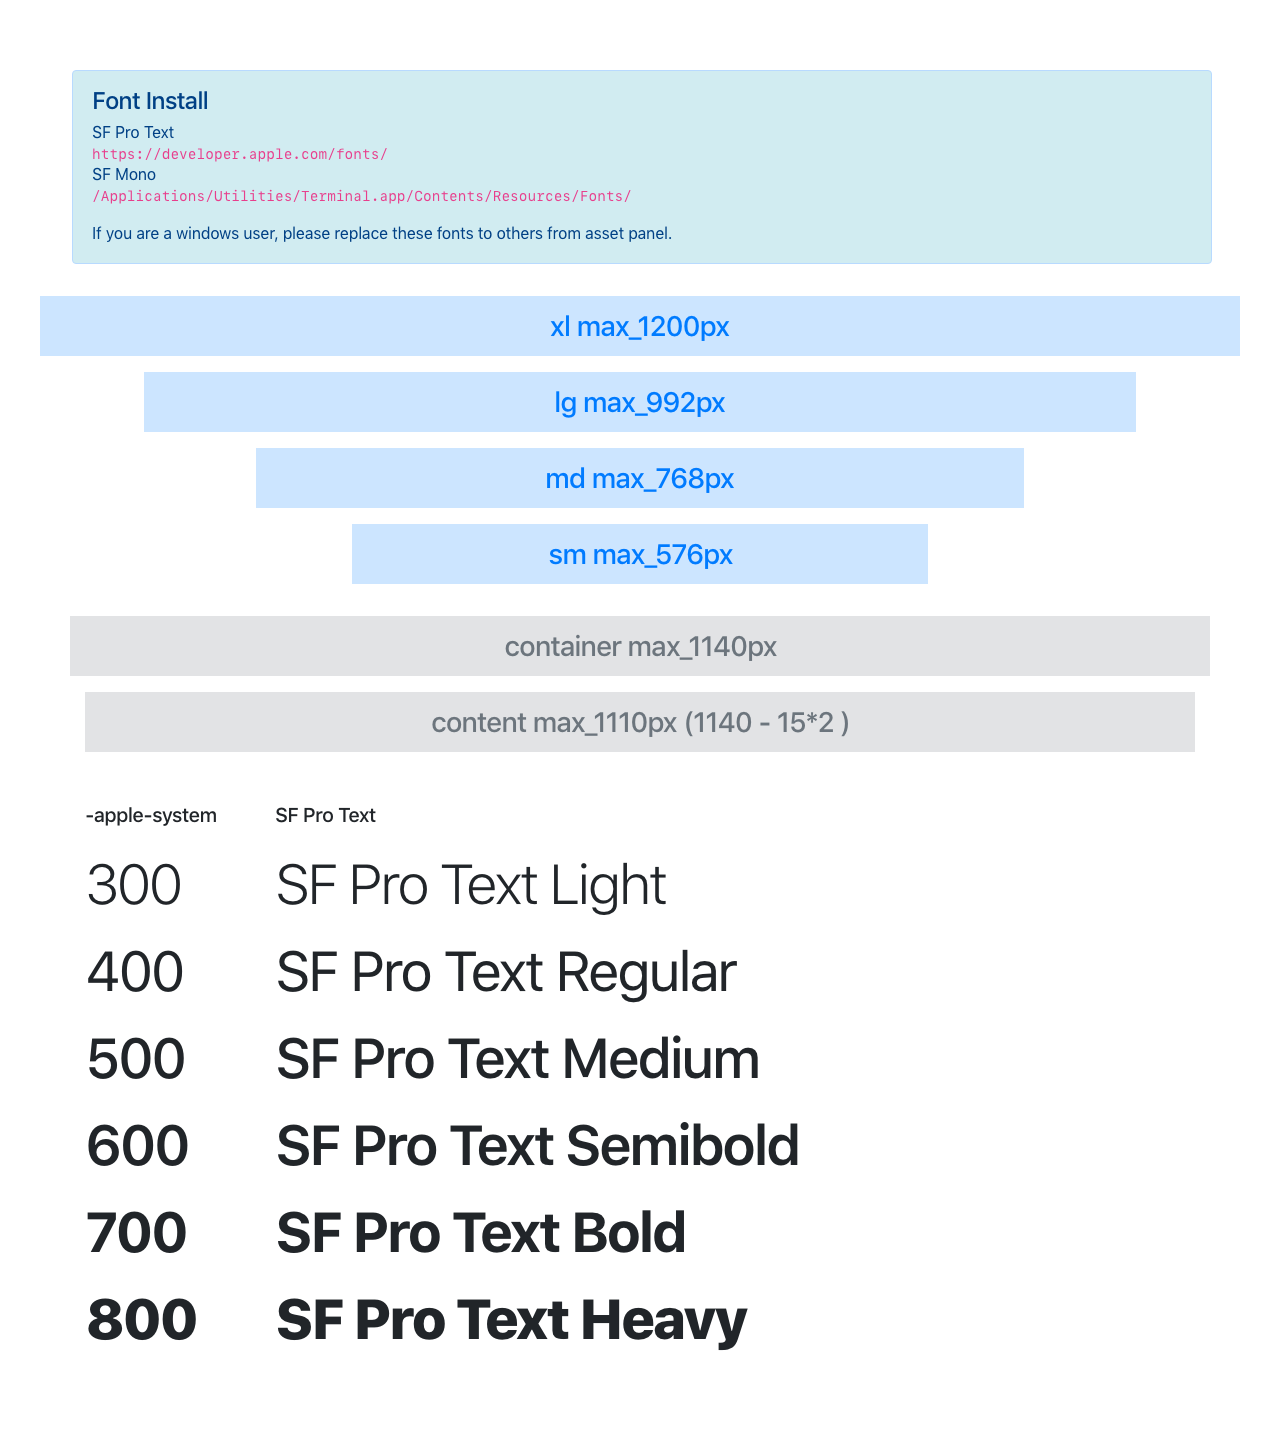 Font Install
SF Pro Text
https://developer.apple.com/fonts/
SF Mono
/Applications/Utilities/Terminal.app/Contents/Resources/Fonts/
If you are a windows user, please replace these fonts to others from asset panel.
xl max_1200px
lg max_992px
md max_768px
sm max_576px
container max_1140px
content max_1110px (1140 - 15*2 )
-apple-system SF Pro Text
300 SF Pro Text Light
400 SF Pro Text Regular
500 SF Pro Text Medium
600 SF Pro Text Semibold
700 SF Pro Text Bold
800 SF Pro Text Heavy